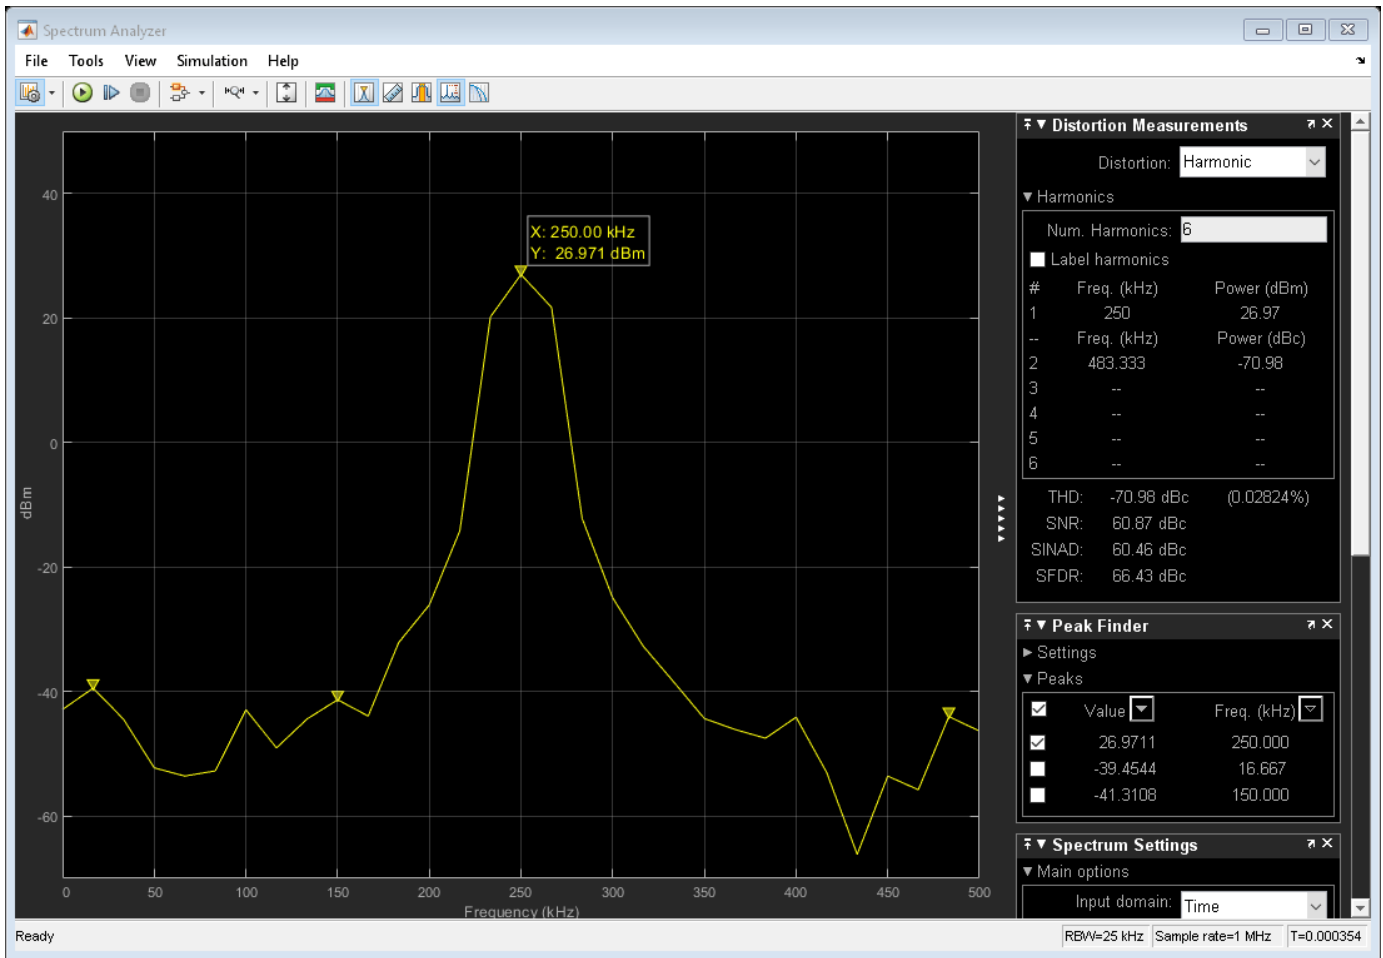 Spectrum Analyzer
File Tools View Simulation Help
40
20
0
-20
-40
-60
dBm
X: 250.00 kHz
Y: 26.971 dBm
0 50 100 150 200 250 300 350 400 450 500
Frequency (kHz)
Distortion Measurements
Distortion: Harmonic
Harmonics
Num. Harmonics: 6
Label harmonics
# Freq. (kHz) Power (dBm)
1 250 26.97
-- Freq. (kHz) Power (dBc)
2 483.333 -70.98
3 -- --
4 -- --
5 -- --
6 -- --
THD: -70.98 dBc (0.02824%)
SNR: 60.87 dBc
SINAD: 60.46 dBc
SFDR: 66.43 dBc
Peak Finder
Settings
Peaks
Value Freq. (kHz)
26.9711 250.000
-39.4544 16.667
-41.3108 150.000
Spectrum Settings
Main options
Input domain: Time
Ready
RBW=25 kHz Sample rate=1 MHz T=0.000354